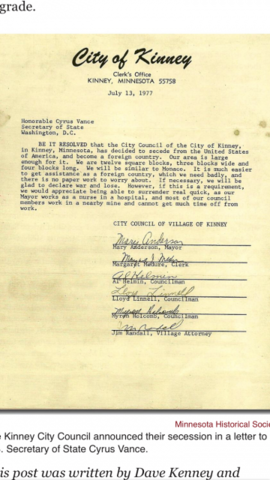 grade.
City of Kinney
Clerk's Office
KINNEY, MINNESOTA 55758
July 13, 1977
Honorable Cyrus Vance
Secretary of State
Washington, D.C.
BE IT RESOLVED that the City Council of the City of Kinney,
in Kinney, Minnesota, has decided to secede from the United States
of America, and become a foreign country. Our area is large
enough for it. We are twelve square blocks, three blocks wide and
four blocks long. We will be similar to Monaco. It is much easier
to get assistance as a foreign country, which we need badly, and
there is no paper work to worry about. If necessary, we will be
glad to declare war and lose. However, if this is a requirement,
we would appreciate being able to surrender real quick, as our
Mayor works as a nurse in a hospital, and most of our council
members work in a nearby mine and cannot get much time off from
work.
CITY COUNCIL OF VILLAGE OF KINNEY
Mary Anderson
Mary Anderson, Mayor
Margaret Medure, Clerk
Al Helmin, Councilman
Lloyd Linnell
Lloyd Linnell, Councilman
Myron Holcomb, Councilman
Jim Randall, Village Attorney
Minnesota Historical Socie
e Kinney City Council announced their secession in a letter to
. Secretary of State Cyrus Vance.
is post was written by Dave Kenney and